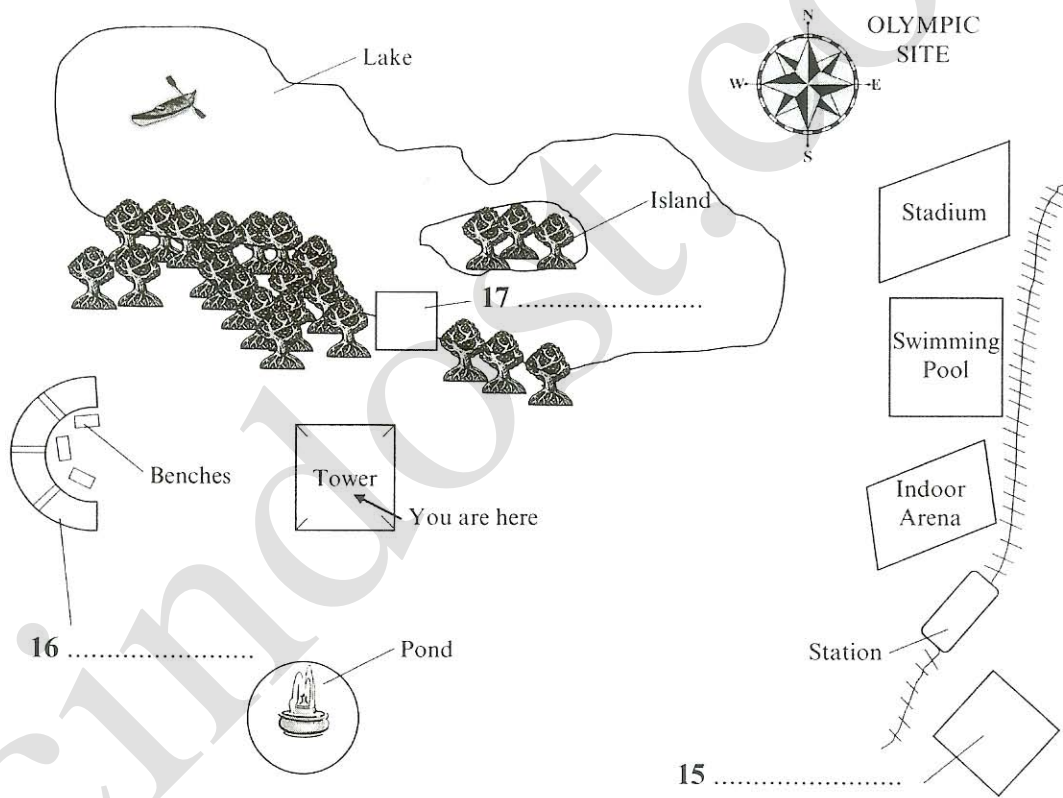 OLYMPIC
SITE
N
W
E
S
Lake
Island
Stadium
17 ........................
Swimming
Pool
Benches
Tower
You are here
Indoor
Arena
16 ........................
Pond
Station
15 ........................